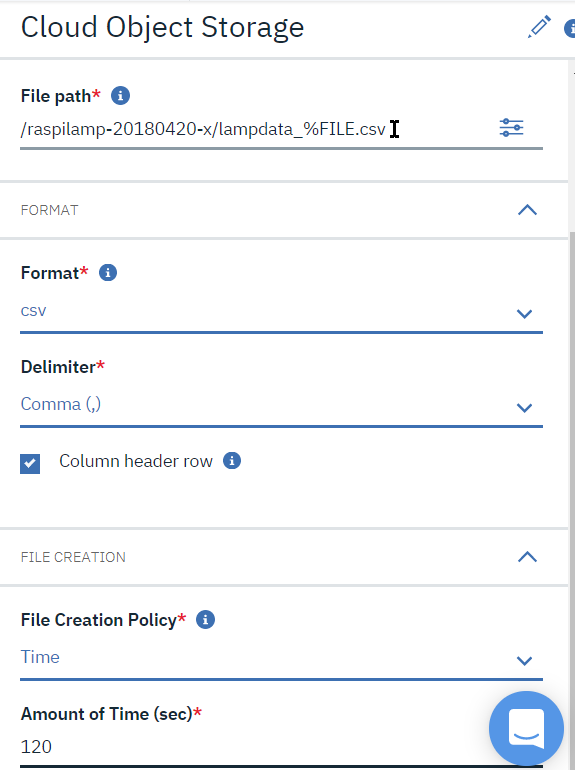 Cloud Object Storage
File path*
/raspilamp-20180420-x/lampdata_%FILE.csv
FORMAT
Format*
csv
Delimiter*
Comma (,)
Column header row
FILE CREATION
File Creation Policy*
Time
Amount of Time (sec)*
120